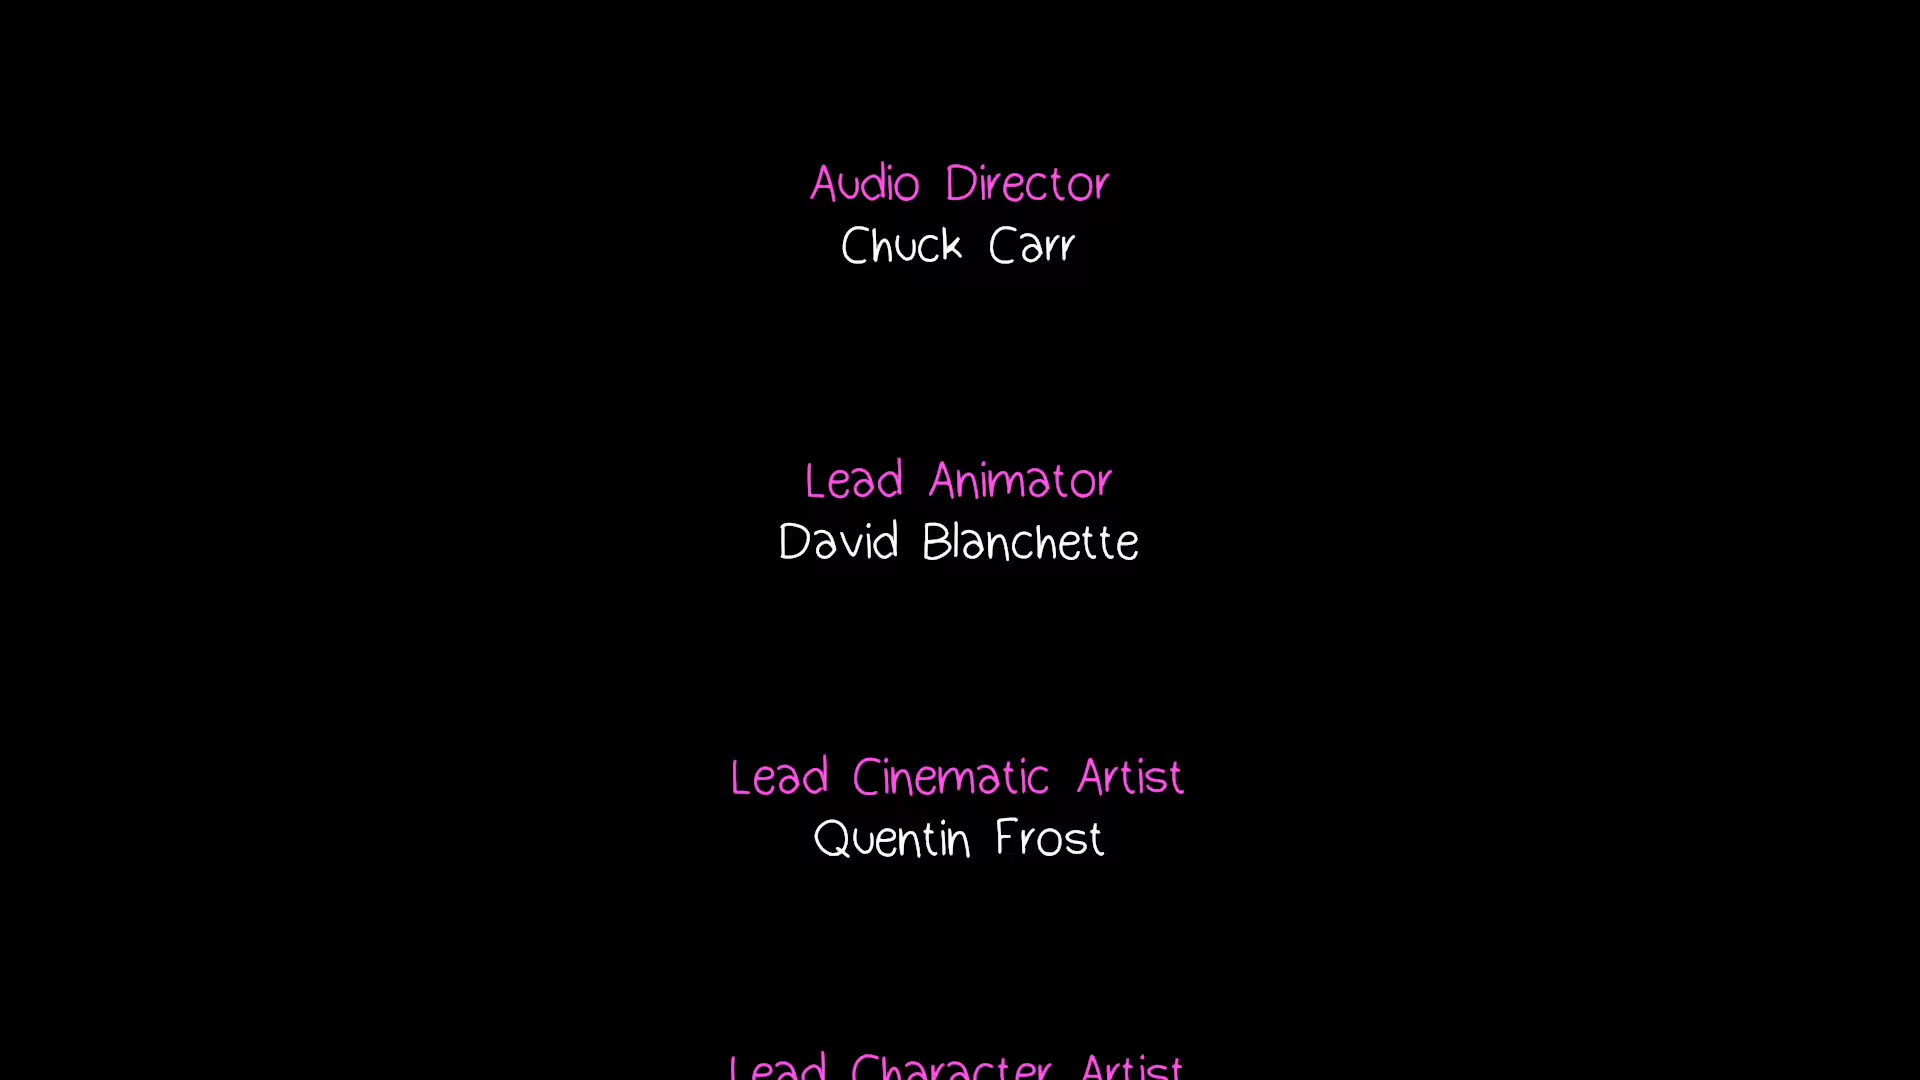 Audio Director
Chuck Carr
Lead Animator
David Blanchette
Lead Cinematic Artist
Quentin Frost
Lead Character Artist